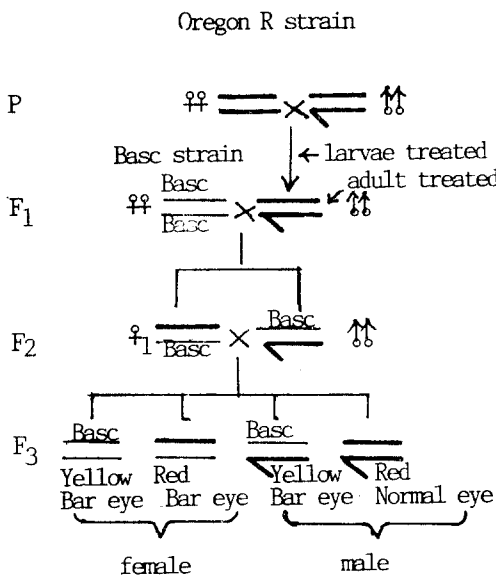 Oregon R strain
P ♀♀ ♂♂
Basc strain ← larvae treated
adult treated
F1 ♀♀ Basc
Basc ♂♂
F2 ♀1 Basc Basc ♂♂
F3 Basc Basc
Yellow Red Yellow Red
Bar eye Bar eye Bar eye Normal eye
female male